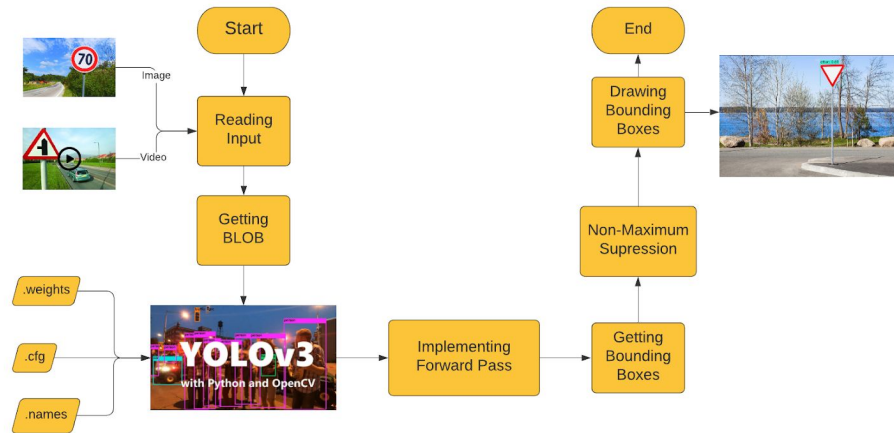 Start
70
Image
Reading
Input
Video
Getting
BLOB
.weights
.cfg
.names
YOLOv3
with Python and OpenCV
Implementing
Forward Pass
Getting
Bounding
Boxes
Non-Maximum
Supression
Drawing
Bounding
Boxes
End